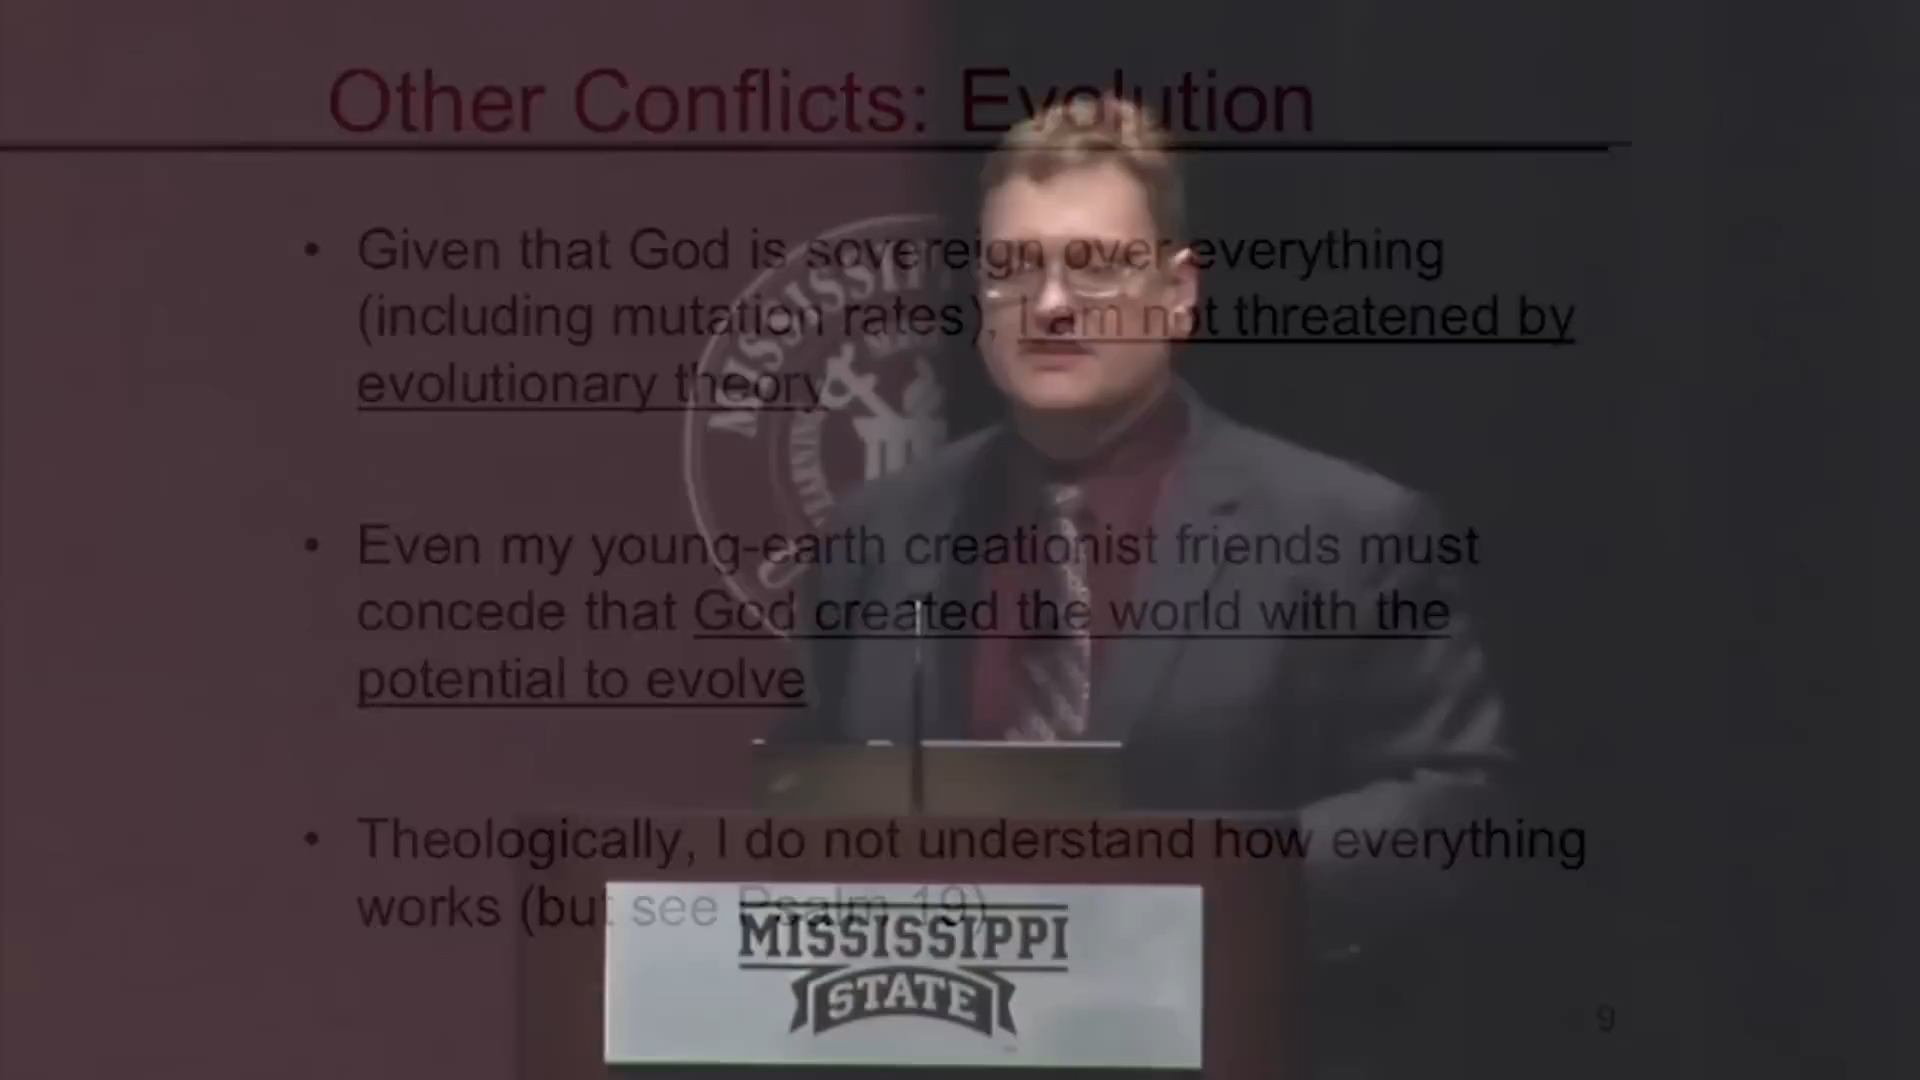 Other Conflicts: Evolution
• Given that God is sovereign over everything
(including mutation rates), I am not threatened by
evolutionary theory
• Even my young-earth creationist friends must
concede that God created the world with the
potential to evolve
• Theologically, I do not understand how everything
works (but see Psalm 19)
MISSISSIPPI
LEARNING
MISSISSIPPI
STATE
9